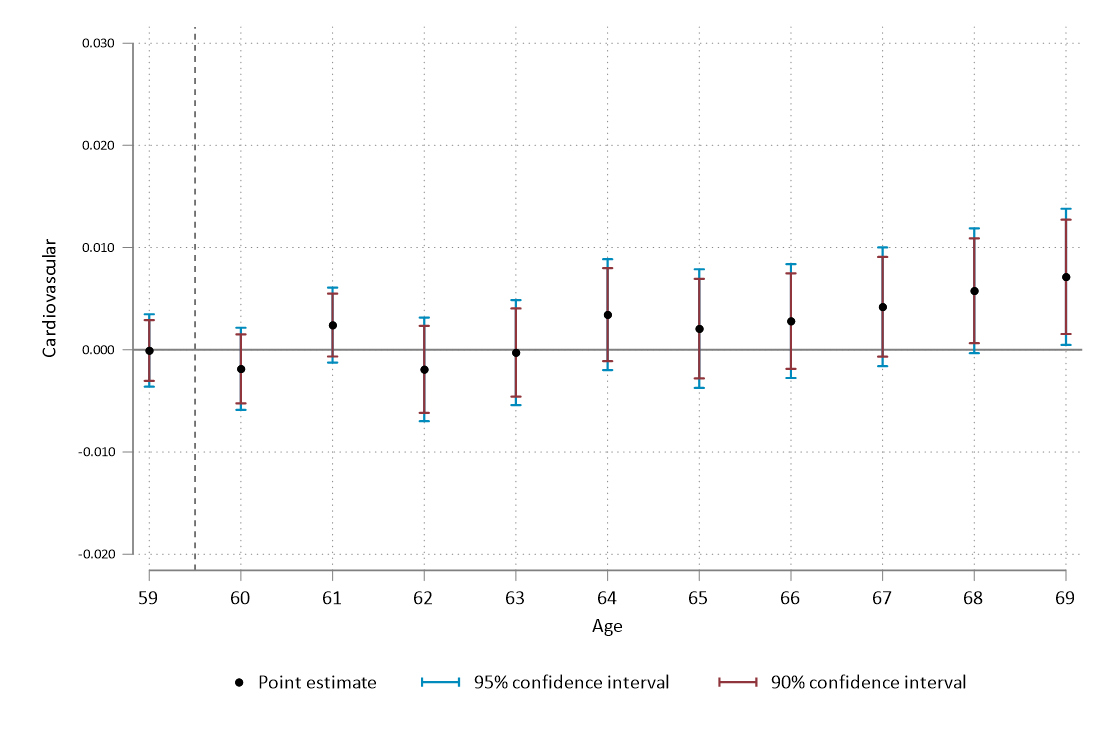 0.030
0.020
0.010
0.000
-0.010
-0.020
Cardiovascular
59 60 61 62 63 64 65 66 67 68 69
Age
Point estimate 95% confidence interval 90% confidence interval